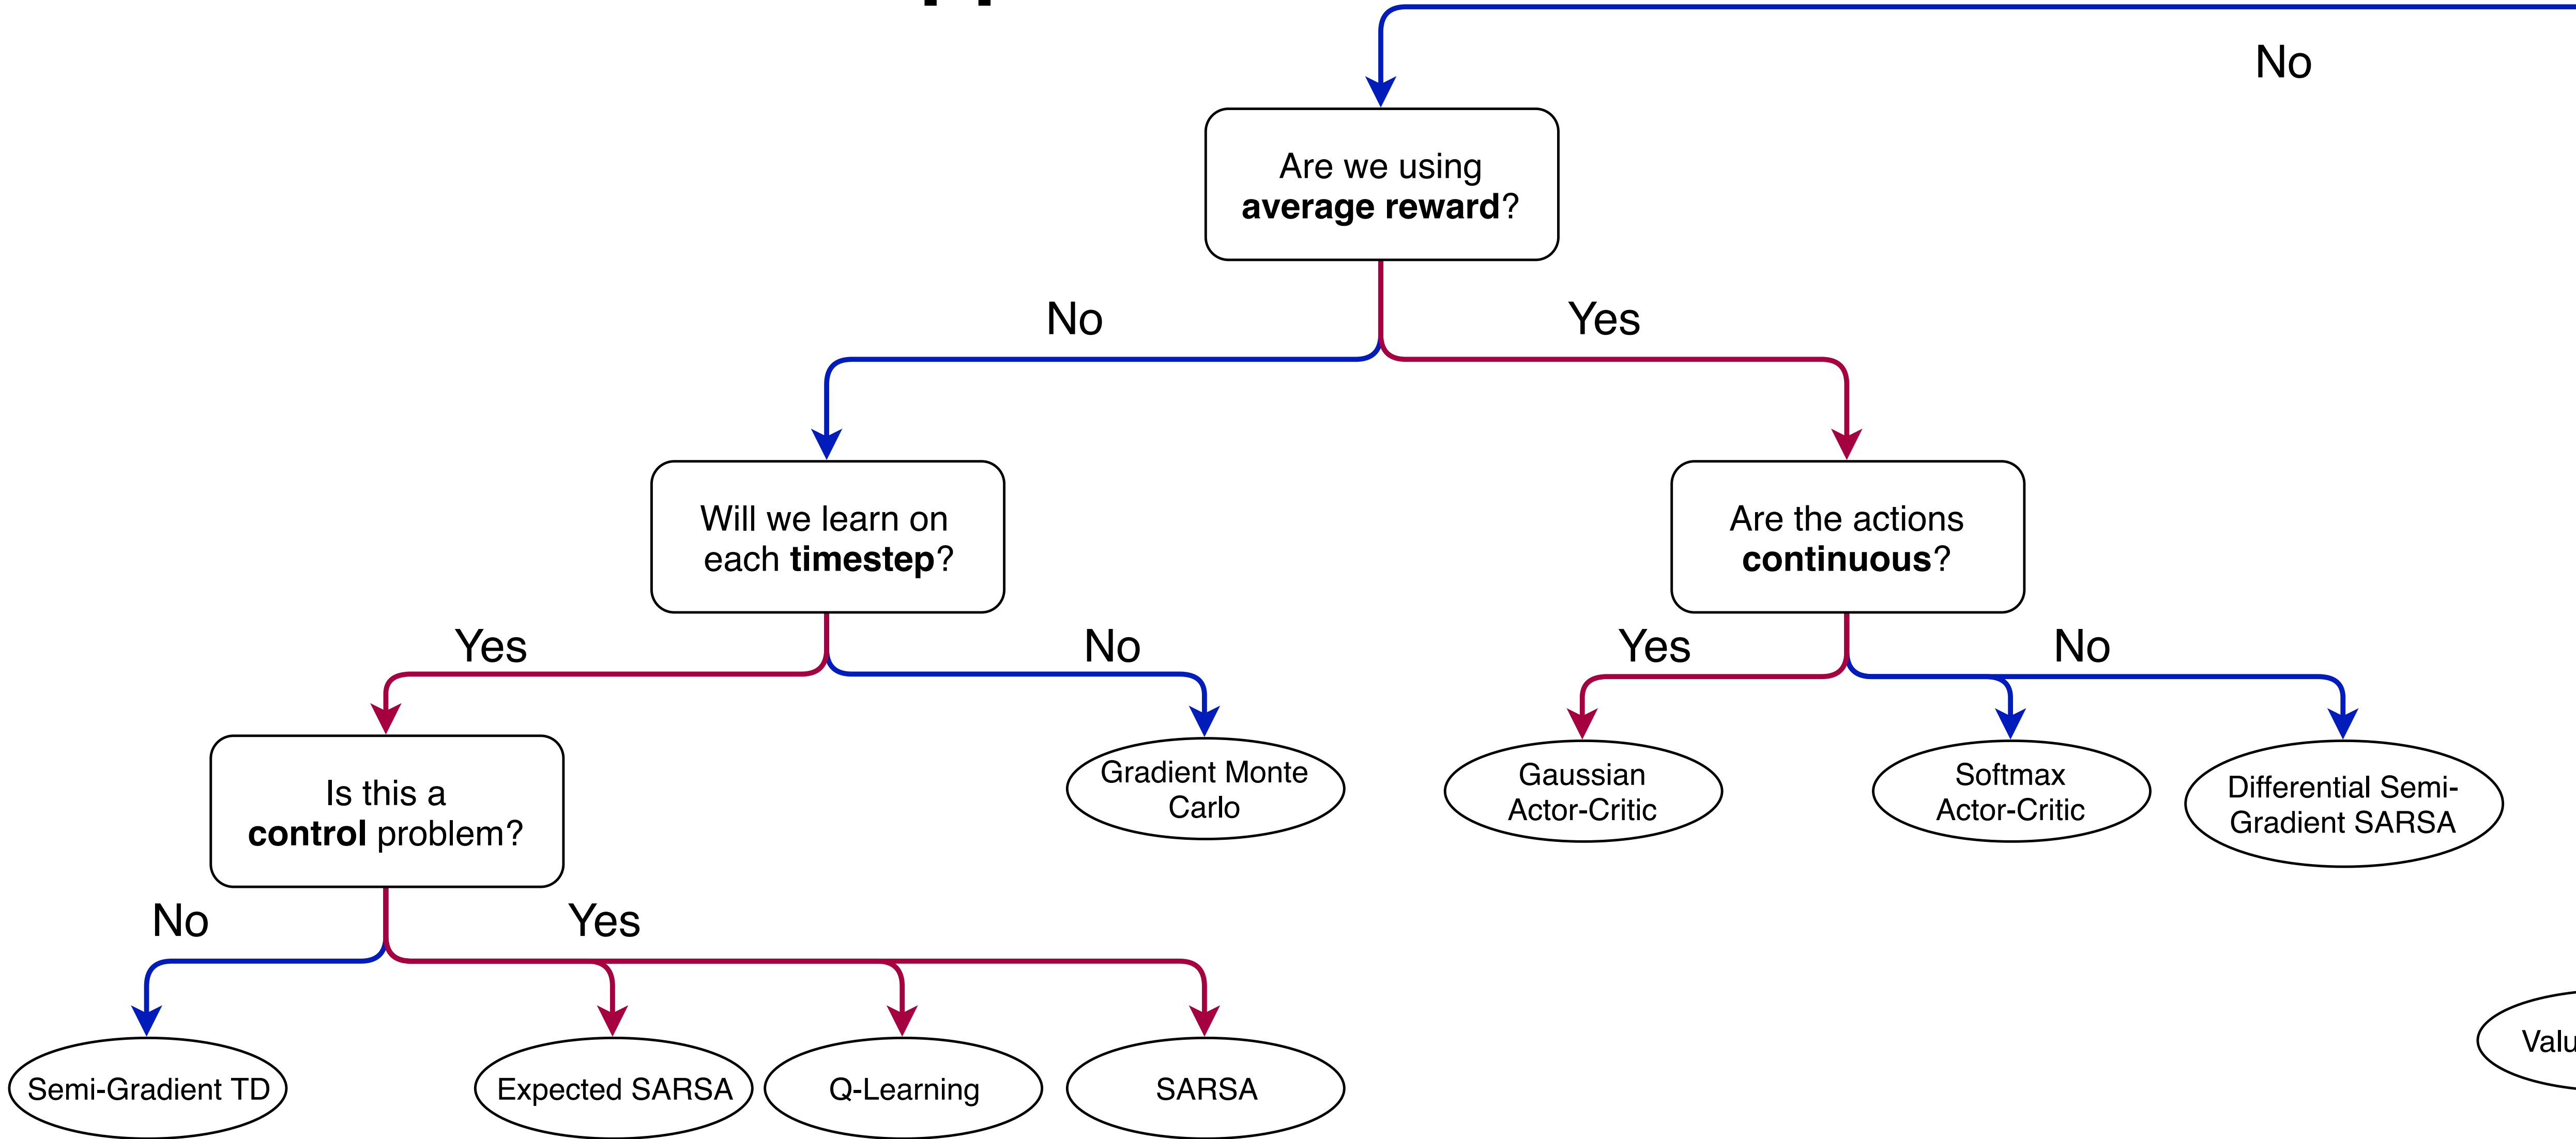 No
Are we using
average reward?
No
Yes
Will we learn on
each timestep?
Are the actions
continuous?
Yes
No
Yes
No
Is this a
control problem?
Gradient Monte
Carlo
Gaussian
Actor-Critic
Softmax
Actor-Critic
Differential Semi-
Gradient SARSA
No
Yes
Semi-Gradient TD
Expected SARSA
Q-Learning
SARSA